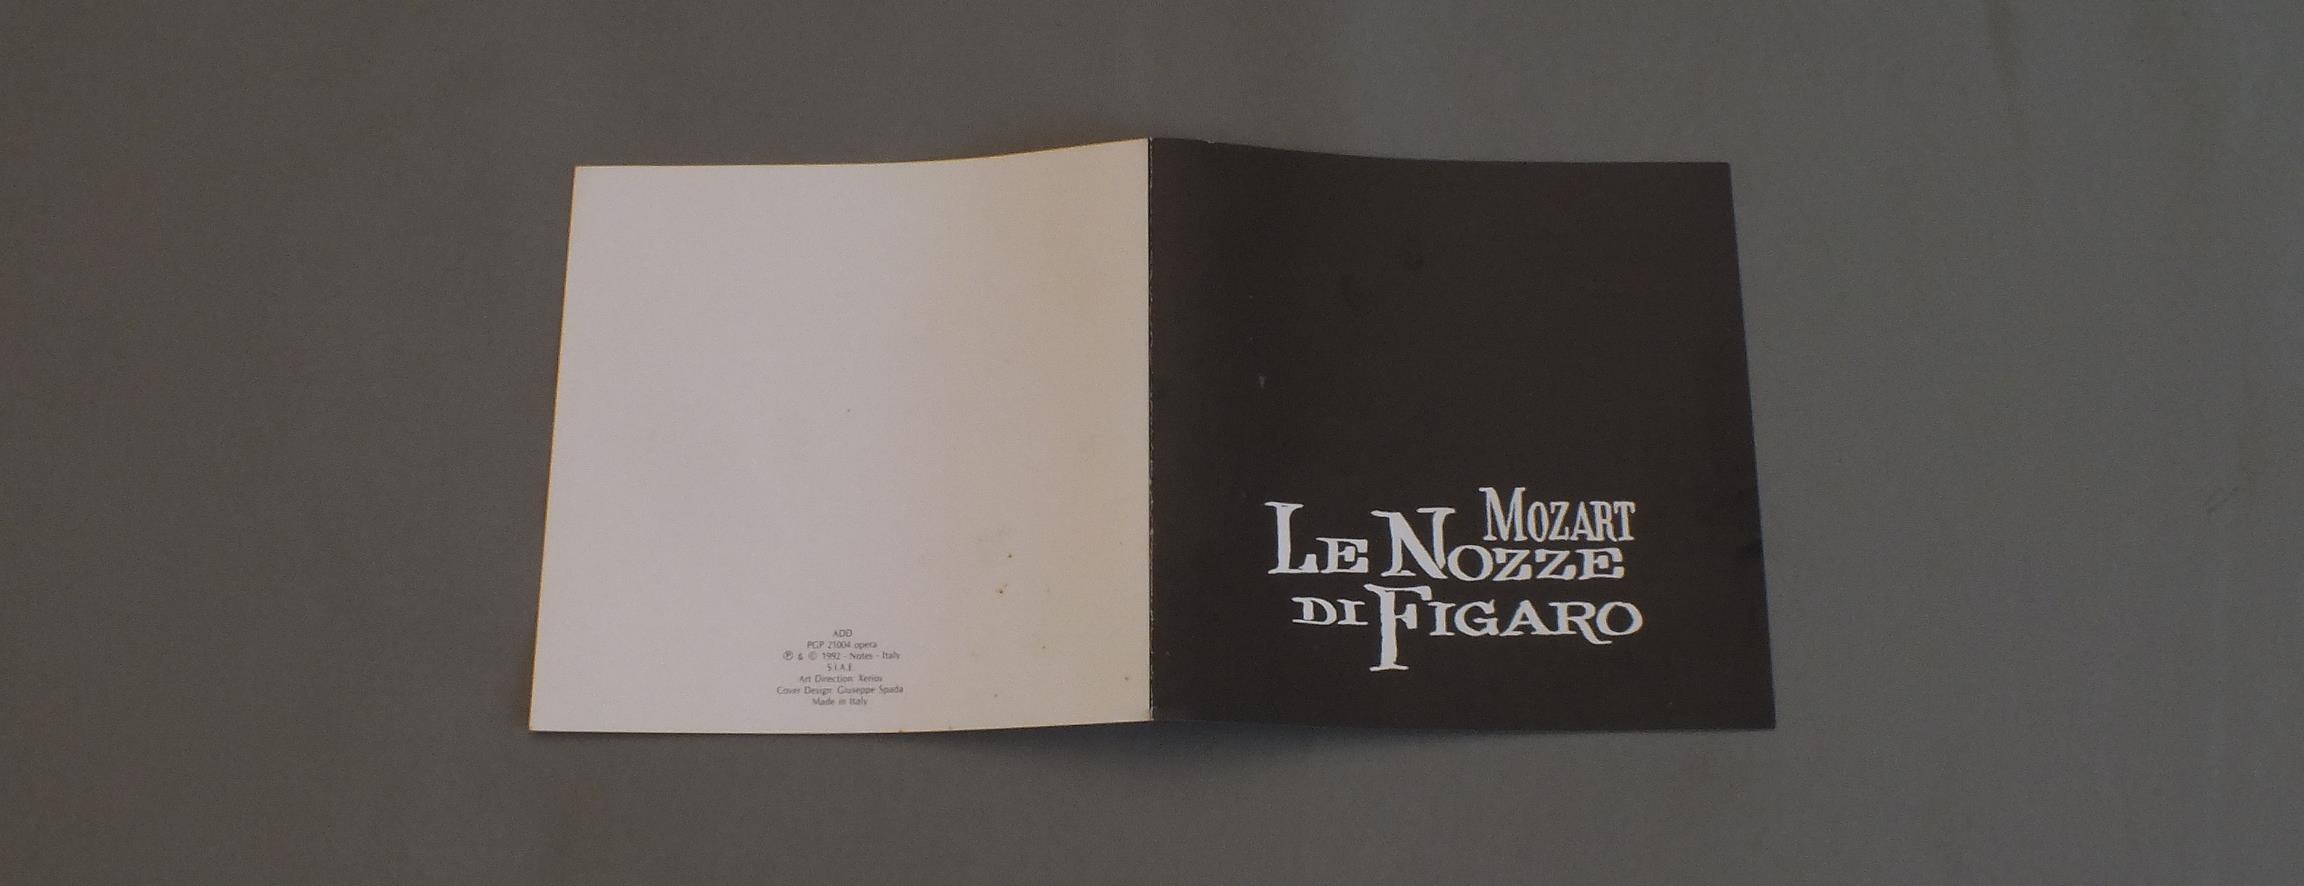 ADD
PGP 21004 opera
℗ & © 1992 - Notes - Italy
S.I.A.E.
Art Direction: Xerios
Cover Design: Giuseppe Spada
Made in Italy
MOZART
LE NOZZE
DI FIGARO